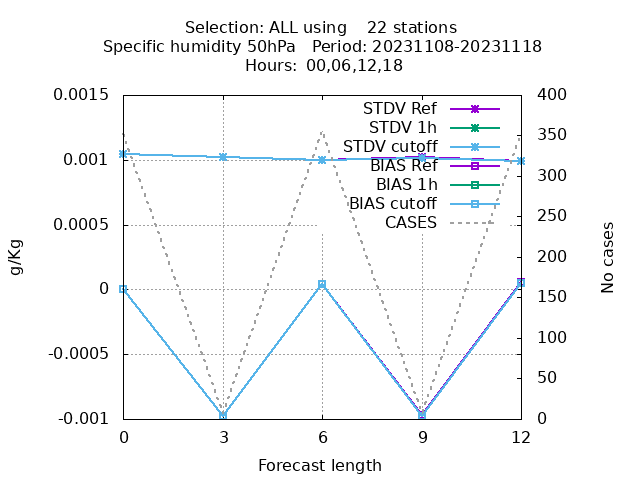 Selection: ALL using    22 stations
Specific humidity 50hPa   Period: 20231108-20231118
Hours:  00,06,12,18
0.0015
0.001
0.0005
0
-0.0005
-0.001
g/Kg
400
350
300
250
200
150
100
50
0
No cases
STDV Ref
STDV 1h
STDV cutoff
BIAS Ref
BIAS 1h
BIAS cutoff
CASES
0 3 6 9 12
Forecast length